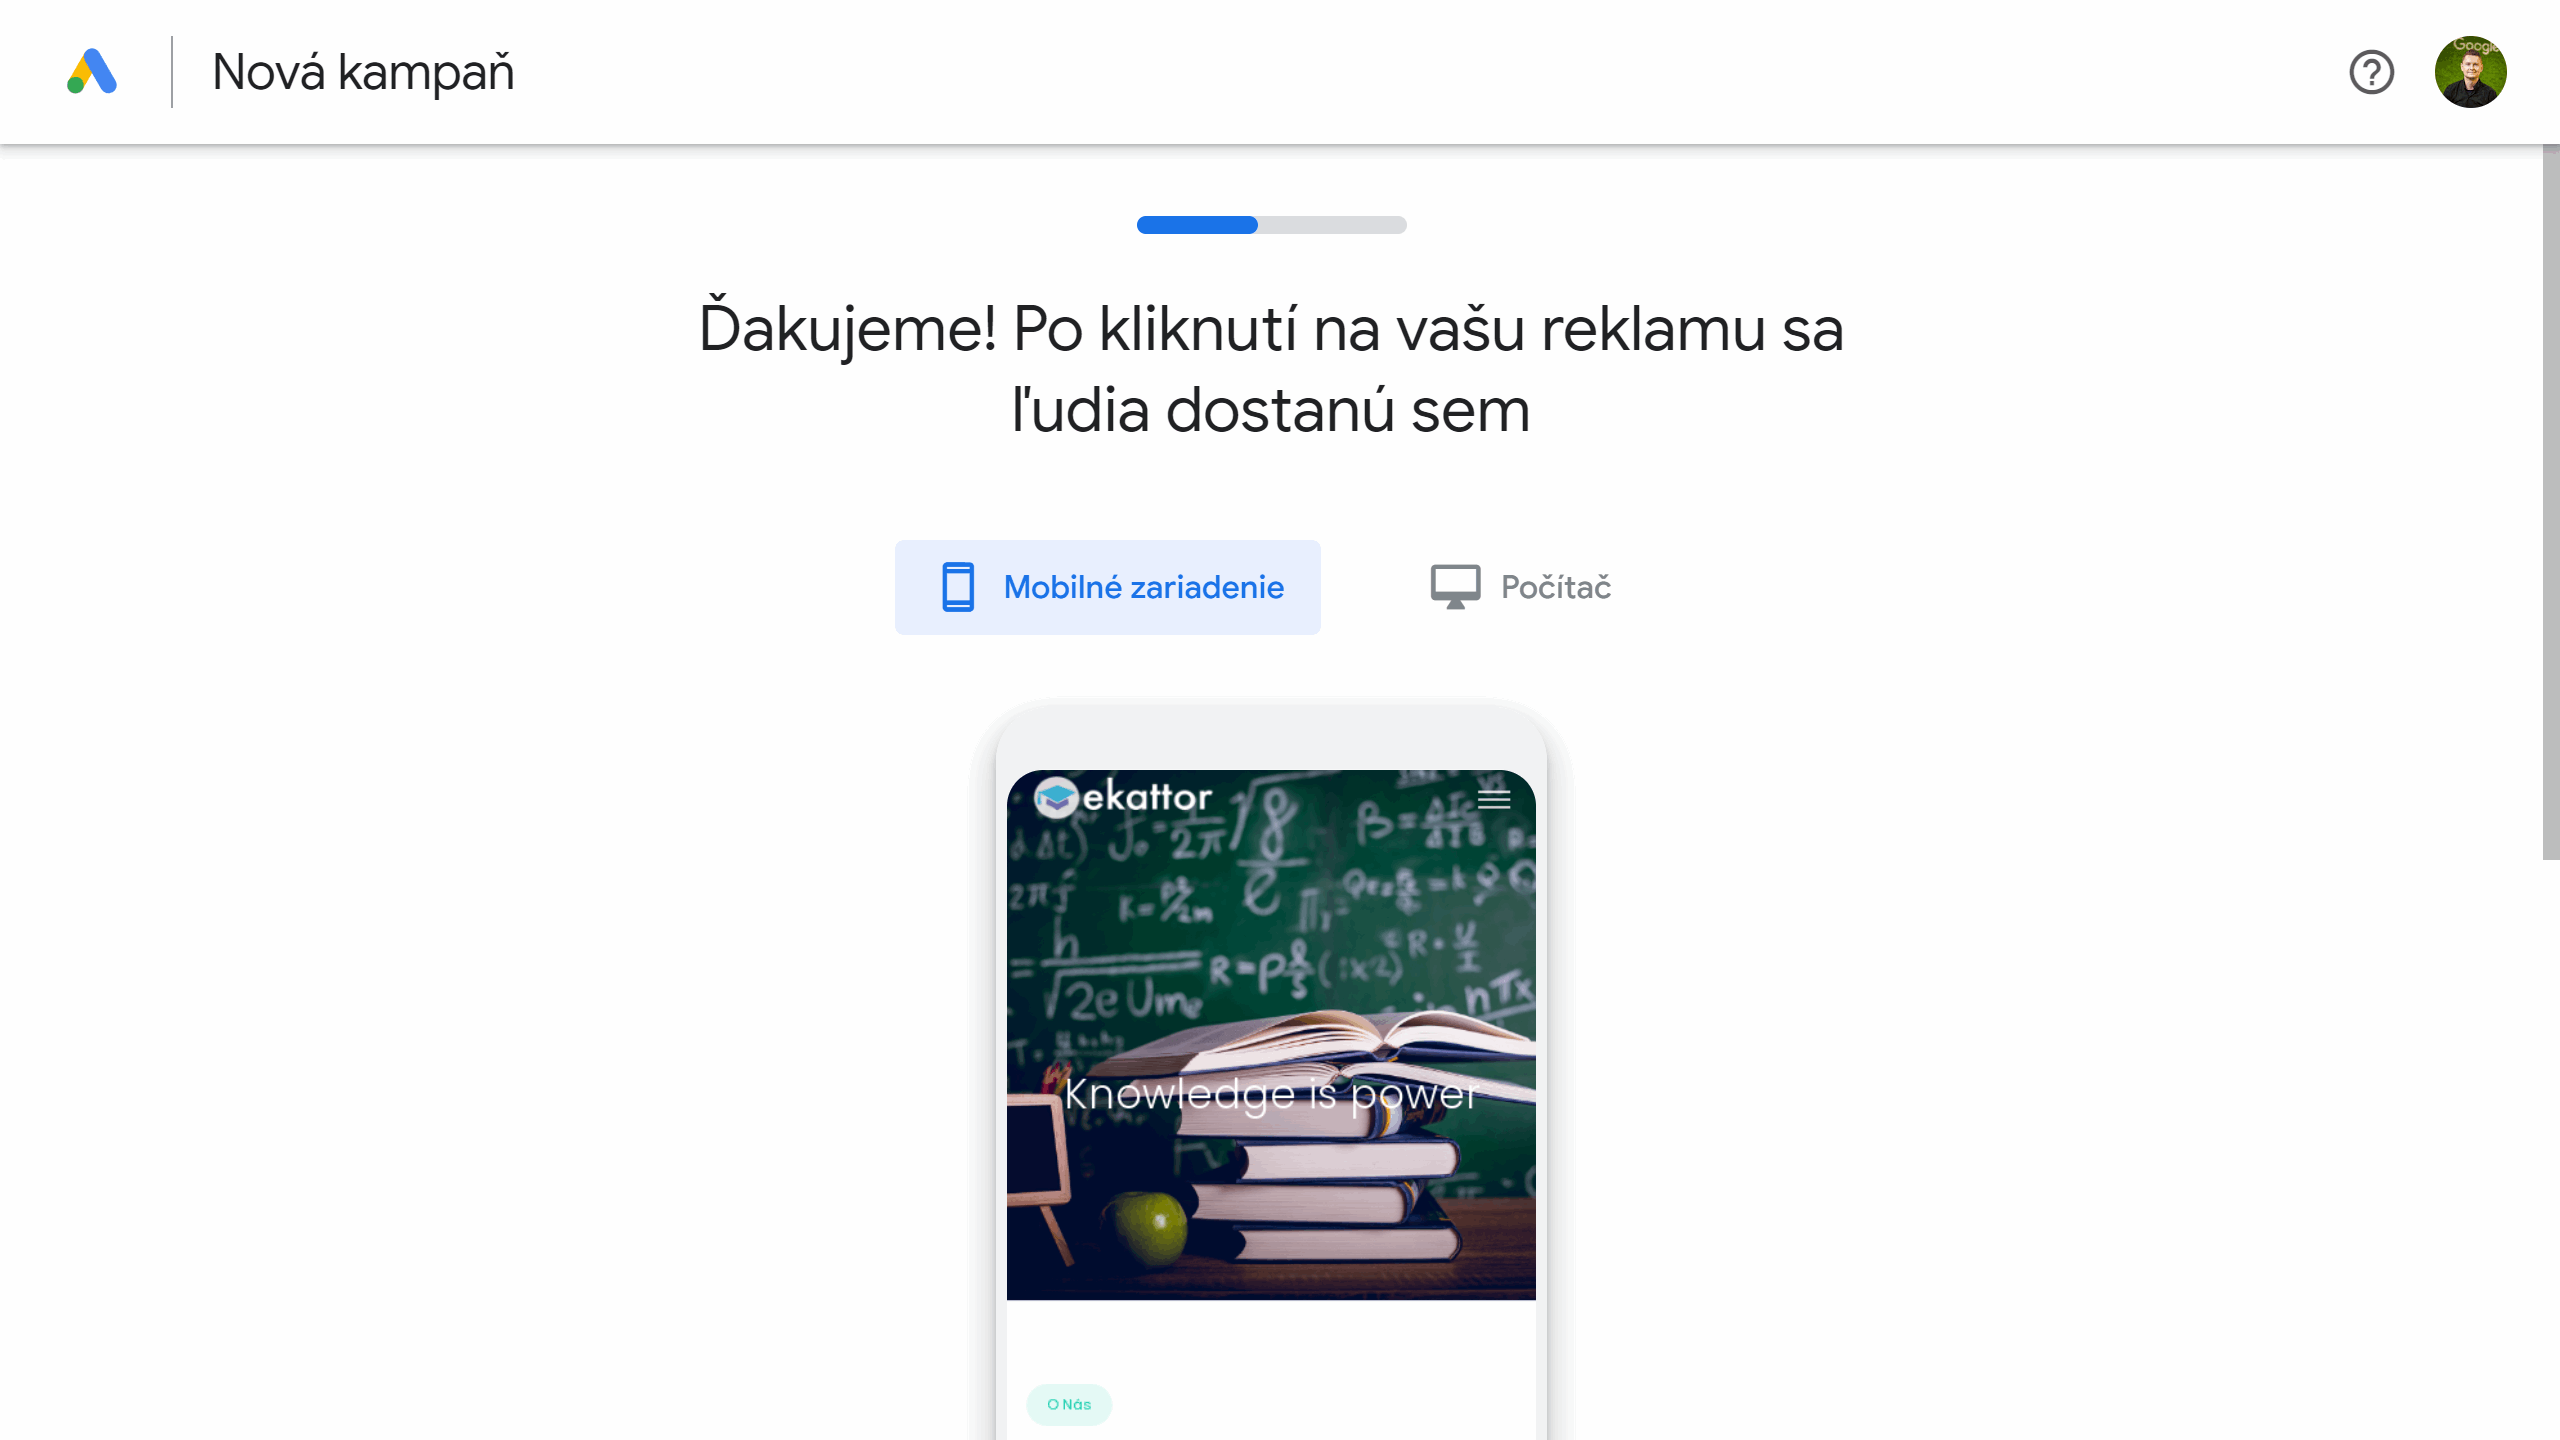 Nová kampaň
Google
Ďakujeme! Po kliknutí na vašu reklamu sa
ľudia dostanú sem
Mobilné zariadenie
Počítač
ekattor
Knowledge is power
O Nás